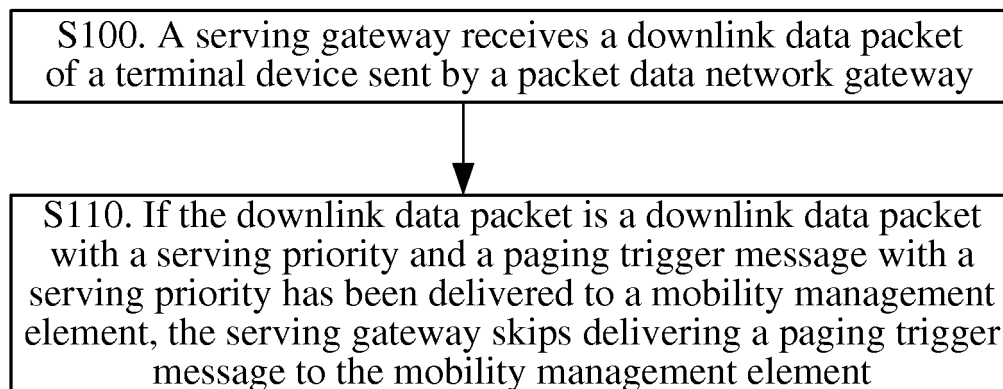 S100. A serving gateway receives a downlink data packet
of a terminal device sent by a packet data network gateway
S110. If the downlink data packet is a downlink data packet
with a serving priority and a paging trigger message with a
serving priority has been delivered to a mobility management
element, the serving gateway skips delivering a paging trigger
message to the mobility management element